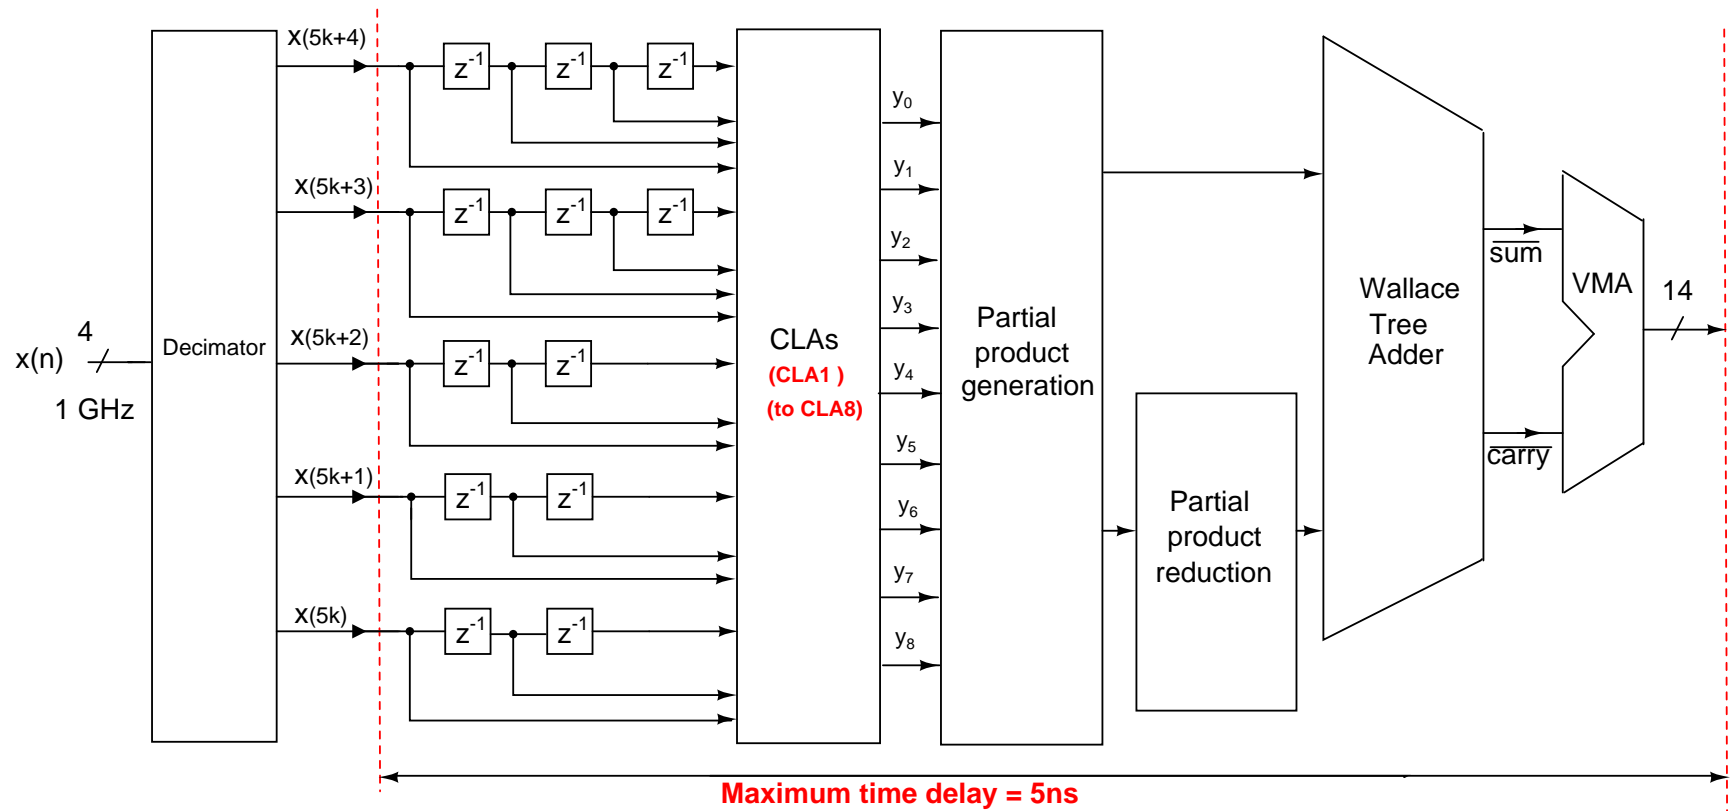 x(n)
4
1 GHz
Decimator
x(5k+4)
x(5k+3)
x(5k+2)
x(5k+1)
x(5k)
z⁻¹ z⁻¹ z⁻¹
z⁻¹ z⁻¹ z⁻¹
z⁻¹ z⁻¹
z⁻¹ z⁻¹
z⁻¹ z⁻¹
CLAs
(CLA1 )
(to CLA8)
y₀
y₁
y₂
y₃
y₄
y₅
y₆
y₇
y₈
Partial
product
generation
Partial
product
reduction
Wallace
Tree
Adder
sum
carry
VMA
14
Maximum time delay = 5ns